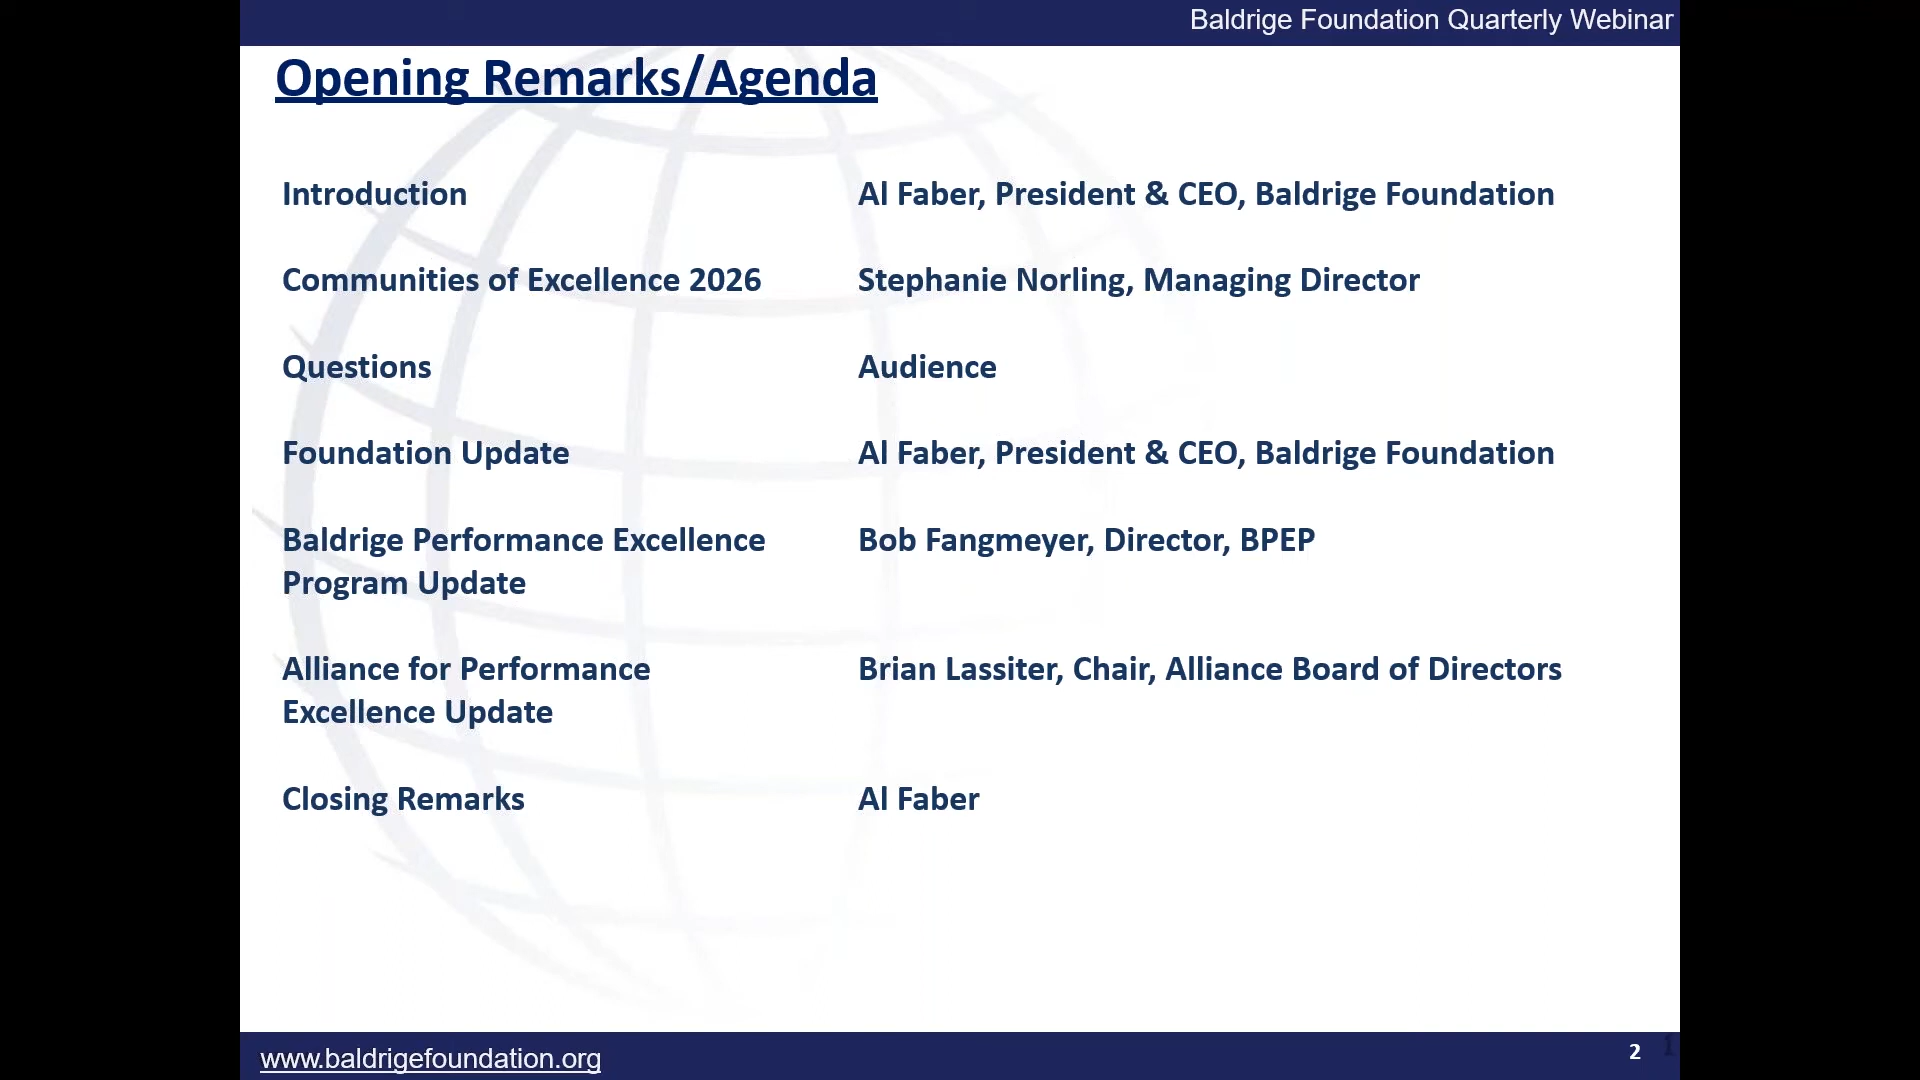 Baldrige Foundation Quarterly Webinar
Opening Remarks/Agenda
Introduction Al Faber, President & CEO, Baldrige Foundation
Communities of Excellence 2026 Stephanie Norling, Managing Director
Questions Audience
Foundation Update Al Faber, President & CEO, Baldrige Foundation
Baldrige Performance Excellence Bob Fangmeyer, Director, BPEP
Program Update
Alliance for Performance Brian Lassiter, Chair, Alliance Board of Directors
Excellence Update
Closing Remarks Al Faber
www.baldrigefoundation.org 2 1